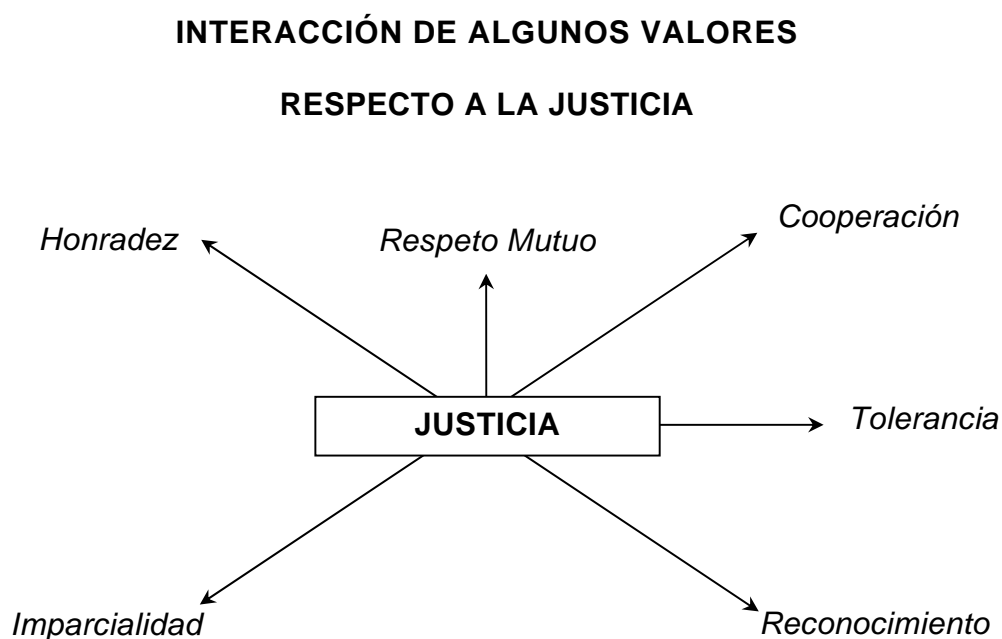 INTERACCIÓN DE ALGUNOS VALORES
RESPECTO A LA JUSTICIA
Cooperación
Honradez
Respeto Mutuo
JUSTICIA
Tolerancia
Imparcialidad
Reconocimiento